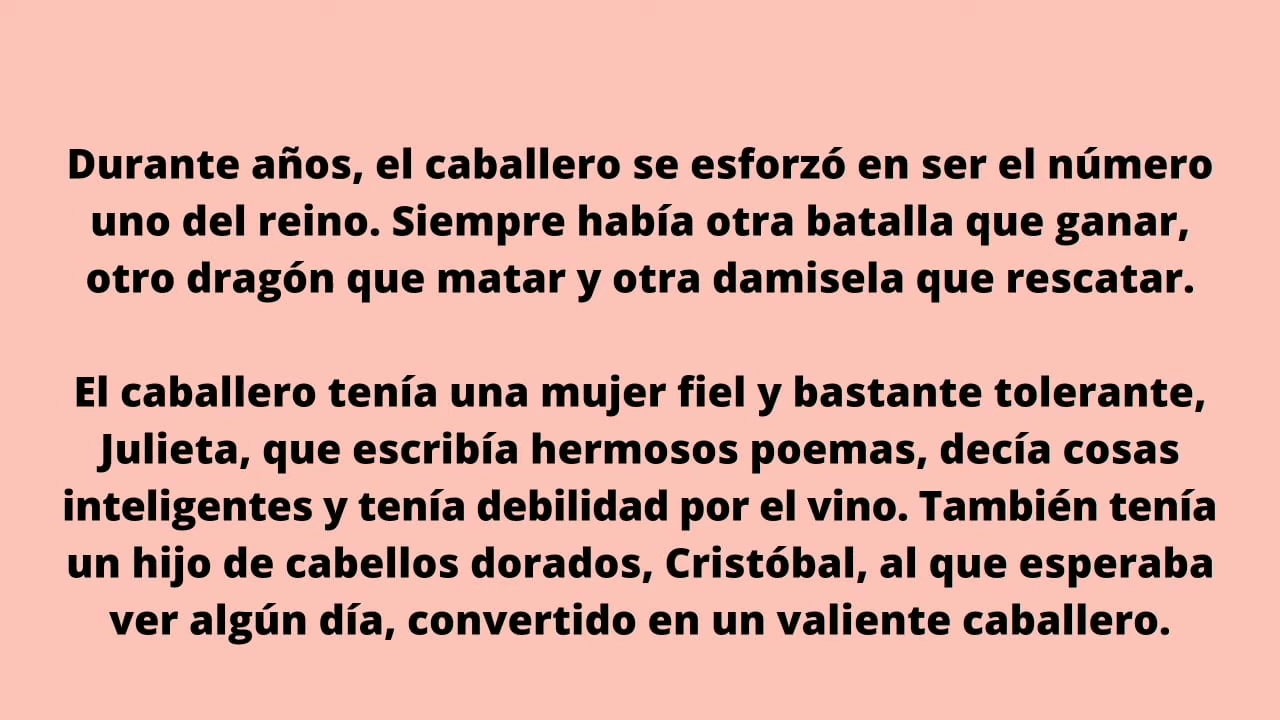 Durante años, el caballero se esforzó en ser el número
uno del reino. Siempre había otra batalla que ganar,
otro dragón que matar y otra damisela que rescatar.
El caballero tenía una mujer fiel y bastante tolerante,
Julieta, que escribía hermosos poemas, decía cosas
inteligentes y tenía debilidad por el vino. También tenía
un hijo de cabellos dorados, Cristóbal, al que esperaba
ver algún día, convertido en un valiente caballero.